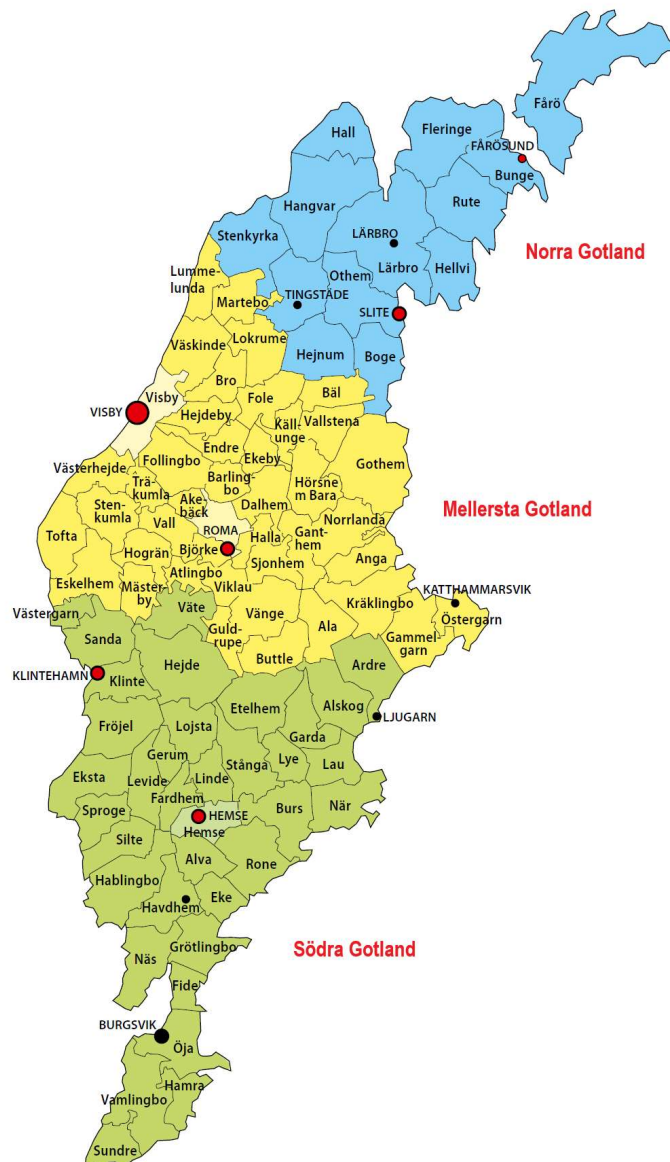 Fårö
Hall
Fleringe
FÅRÖSUND
Bunge
Hangvar
Rute
Stenkyrka
LÄRBRO
Norra Gotland
Lärbro
Hellvi
Othem
Lumme-
lunda
TINGSTÄDE
Martebo
SLITE
Väskinde
Lokrume
Hejnum
Boge
Bro
Visby
VISBY
Fole
Bäl
Hejdeby
Käll-
unge
Vallstena
Endre
Ekeby
Västerhejde
Follingbo
Gothem
Barling-
bo
Träkumla
Hörsne
m Bara
Sten-
kumla
Ake-
bäck
Dalhem
Mellersta Gotland
Vall
ROMA
Norrlanda
Tofta
Halla
Gant-
hem
Hogrän
Björke
Anga
Sjonhem
Atlingbo
Eskelhem
Mäster-
by
Viklau
KATTHAMMARSVIK
Västergarn
Väte
Vänge
Kräklingbo
Östergarn
Sanda
Guld-
rupe
Ala
Gammel-
garn
Hejde
Buttle
Ardre
KLINTEHAMN
Klinte
Etelhem
Alskog
LJUGARN
Fröjel
Lojsta
Garda
Gerum
Stånga
Lye
Lau
Eksta
Levide
Linde
Fardhem
När
Sproge
HEMSE
Burs
Hemse
Silte
Alva
Rone
Hablingbo
Eke
Havdhem
Grötlingbo
Södra Gotland
Näs
Fide
BURGSVIK
Öja
Hamra
Vamlingbo
Sundre